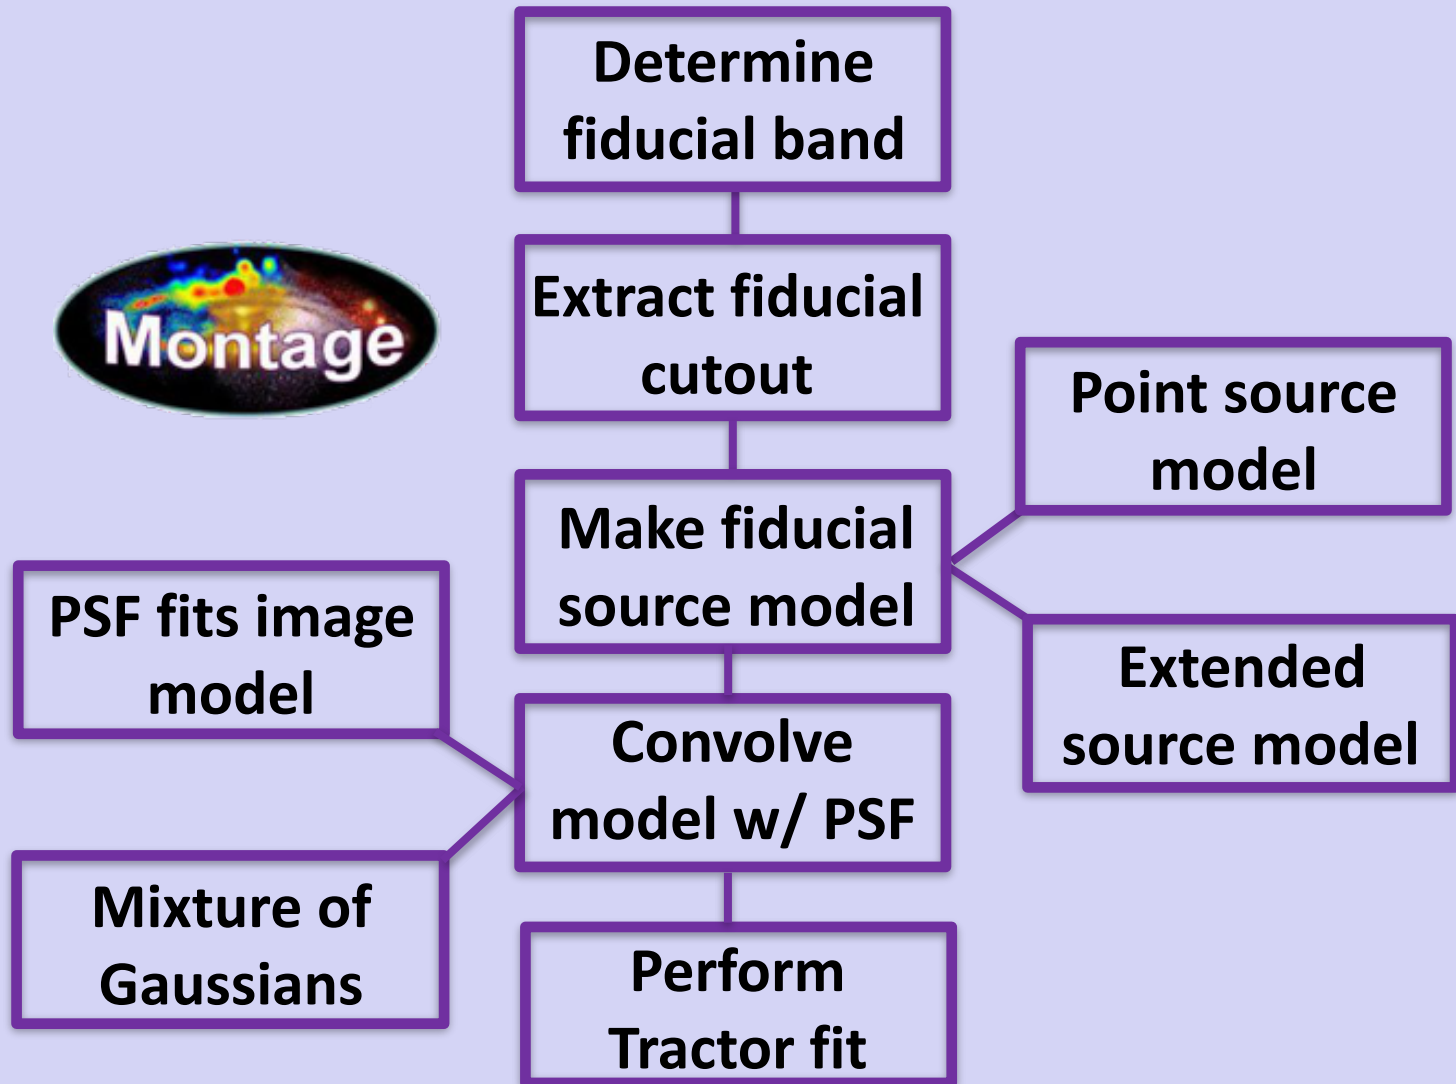 Determine
fiducial band
Montage
Extract fiducial
cutout
Point source
model
Make fiducial
source model
PSF fits image
model
Extended
source model
Convolve
model w/ PSF
Mixture of
Gaussians
Perform
Tractor fit